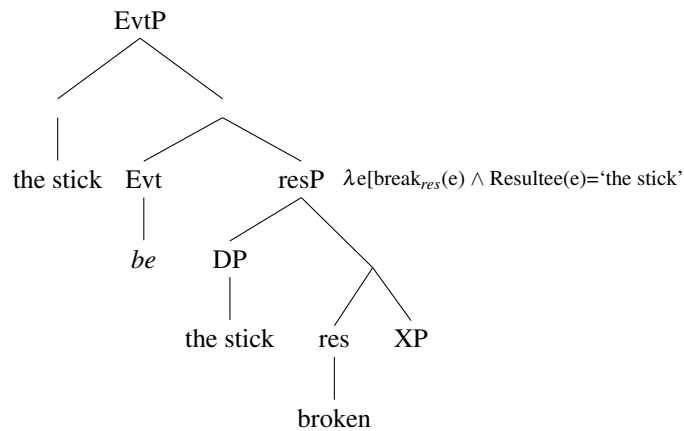 EvtP
the stick Evt resP λe[break_res(e) ∧ Resultee(e)=‘the stick’
be DP
the stick res XP
broken